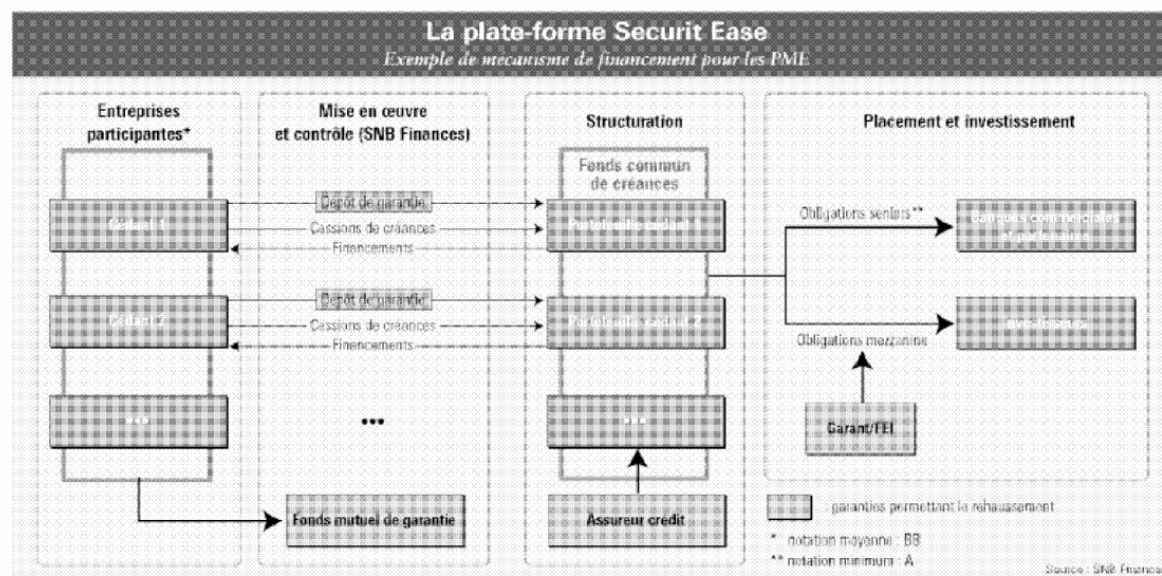 La plate-forme Securit Ease
Exemple de mécanisme de financement pour les PME
Entreprises
participantes*
Mise en œuvre
et contrôle (SNB Finances)
Structuration
Placement et investissement
Fonds commun
de créances
Cédant 1
Dépôt de garantie
Cessions de créances
Financements
Portefeuille cédant 1
Obligations seniors**
Banques commerciales
et partenaires
Cédant 2
Dépôt de garantie
Cessions de créances
Financements
Portefeuille cédant 2
Obligations mezzanine
Investisseurs
•••
•••
•••
Garant/FEI
Fonds mutuel de garantie
Assureur crédit
: garanties permettant le rehaussement
* notation moyenne : BB
** notation minimum : A
Source : SNB Finances